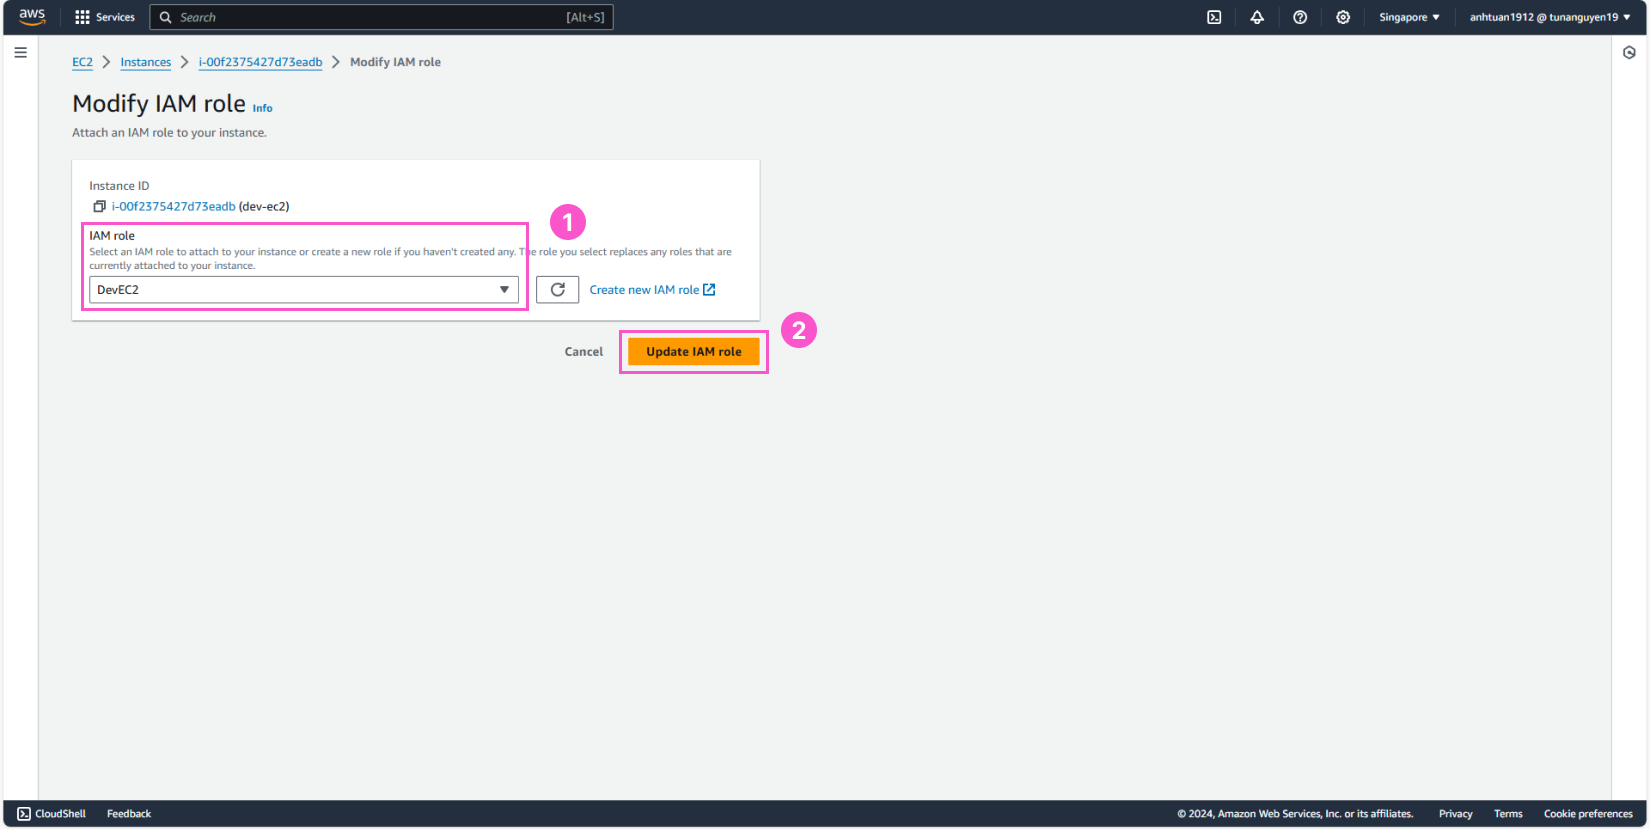 aws
Services
Search
[Alt+S]
Singapore
anhtuan1912 @ tunanguyen19
EC2
Instances
i-00f2375427d73eadb
Modify IAM role
Modify IAM role Info
Attach an IAM role to your instance.
Instance ID
i-00f2375427d73eadb (dev-ec2)
1
IAM role
Select an IAM role to attach to your instance or create a new role if you haven't created any. The role you select replaces any roles that are
currently attached to your instance.
DevEC2
Create new IAM role
2
Cancel
Update IAM role
CloudShell
Feedback
© 2024, Amazon Web Services, Inc. or its affiliates.
Privacy
Terms
Cookie preferences